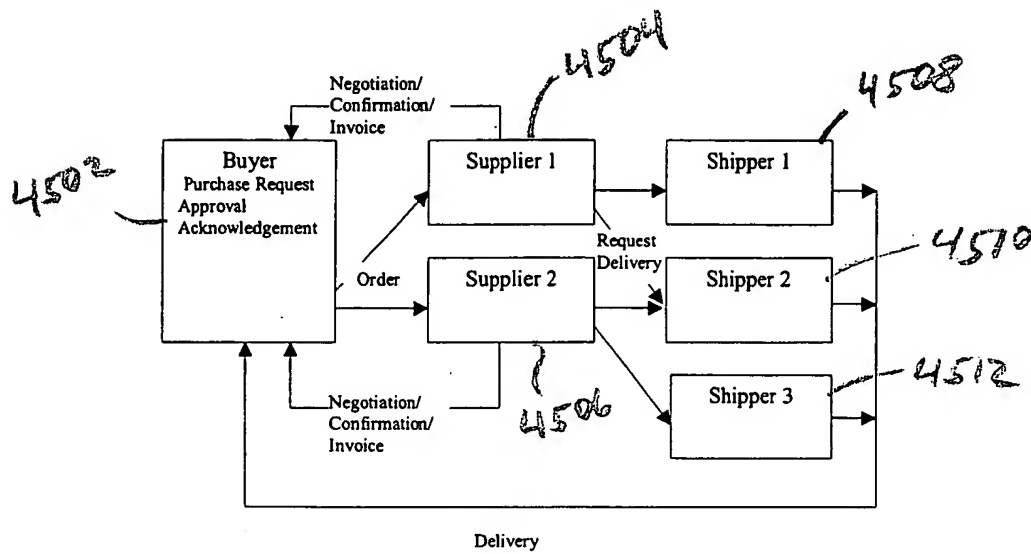 4504
4508
Negotiation/
Confirmation/
Invoice
Buyer
Purchase Request
Approval
Acknowledgement
Supplier 1
Shipper 1
4502
4510
Request
Delivery
Order
Supplier 2
Shipper 2
4512
Shipper 3
Negotiation/
Confirmation/
Invoice
4506
Delivery